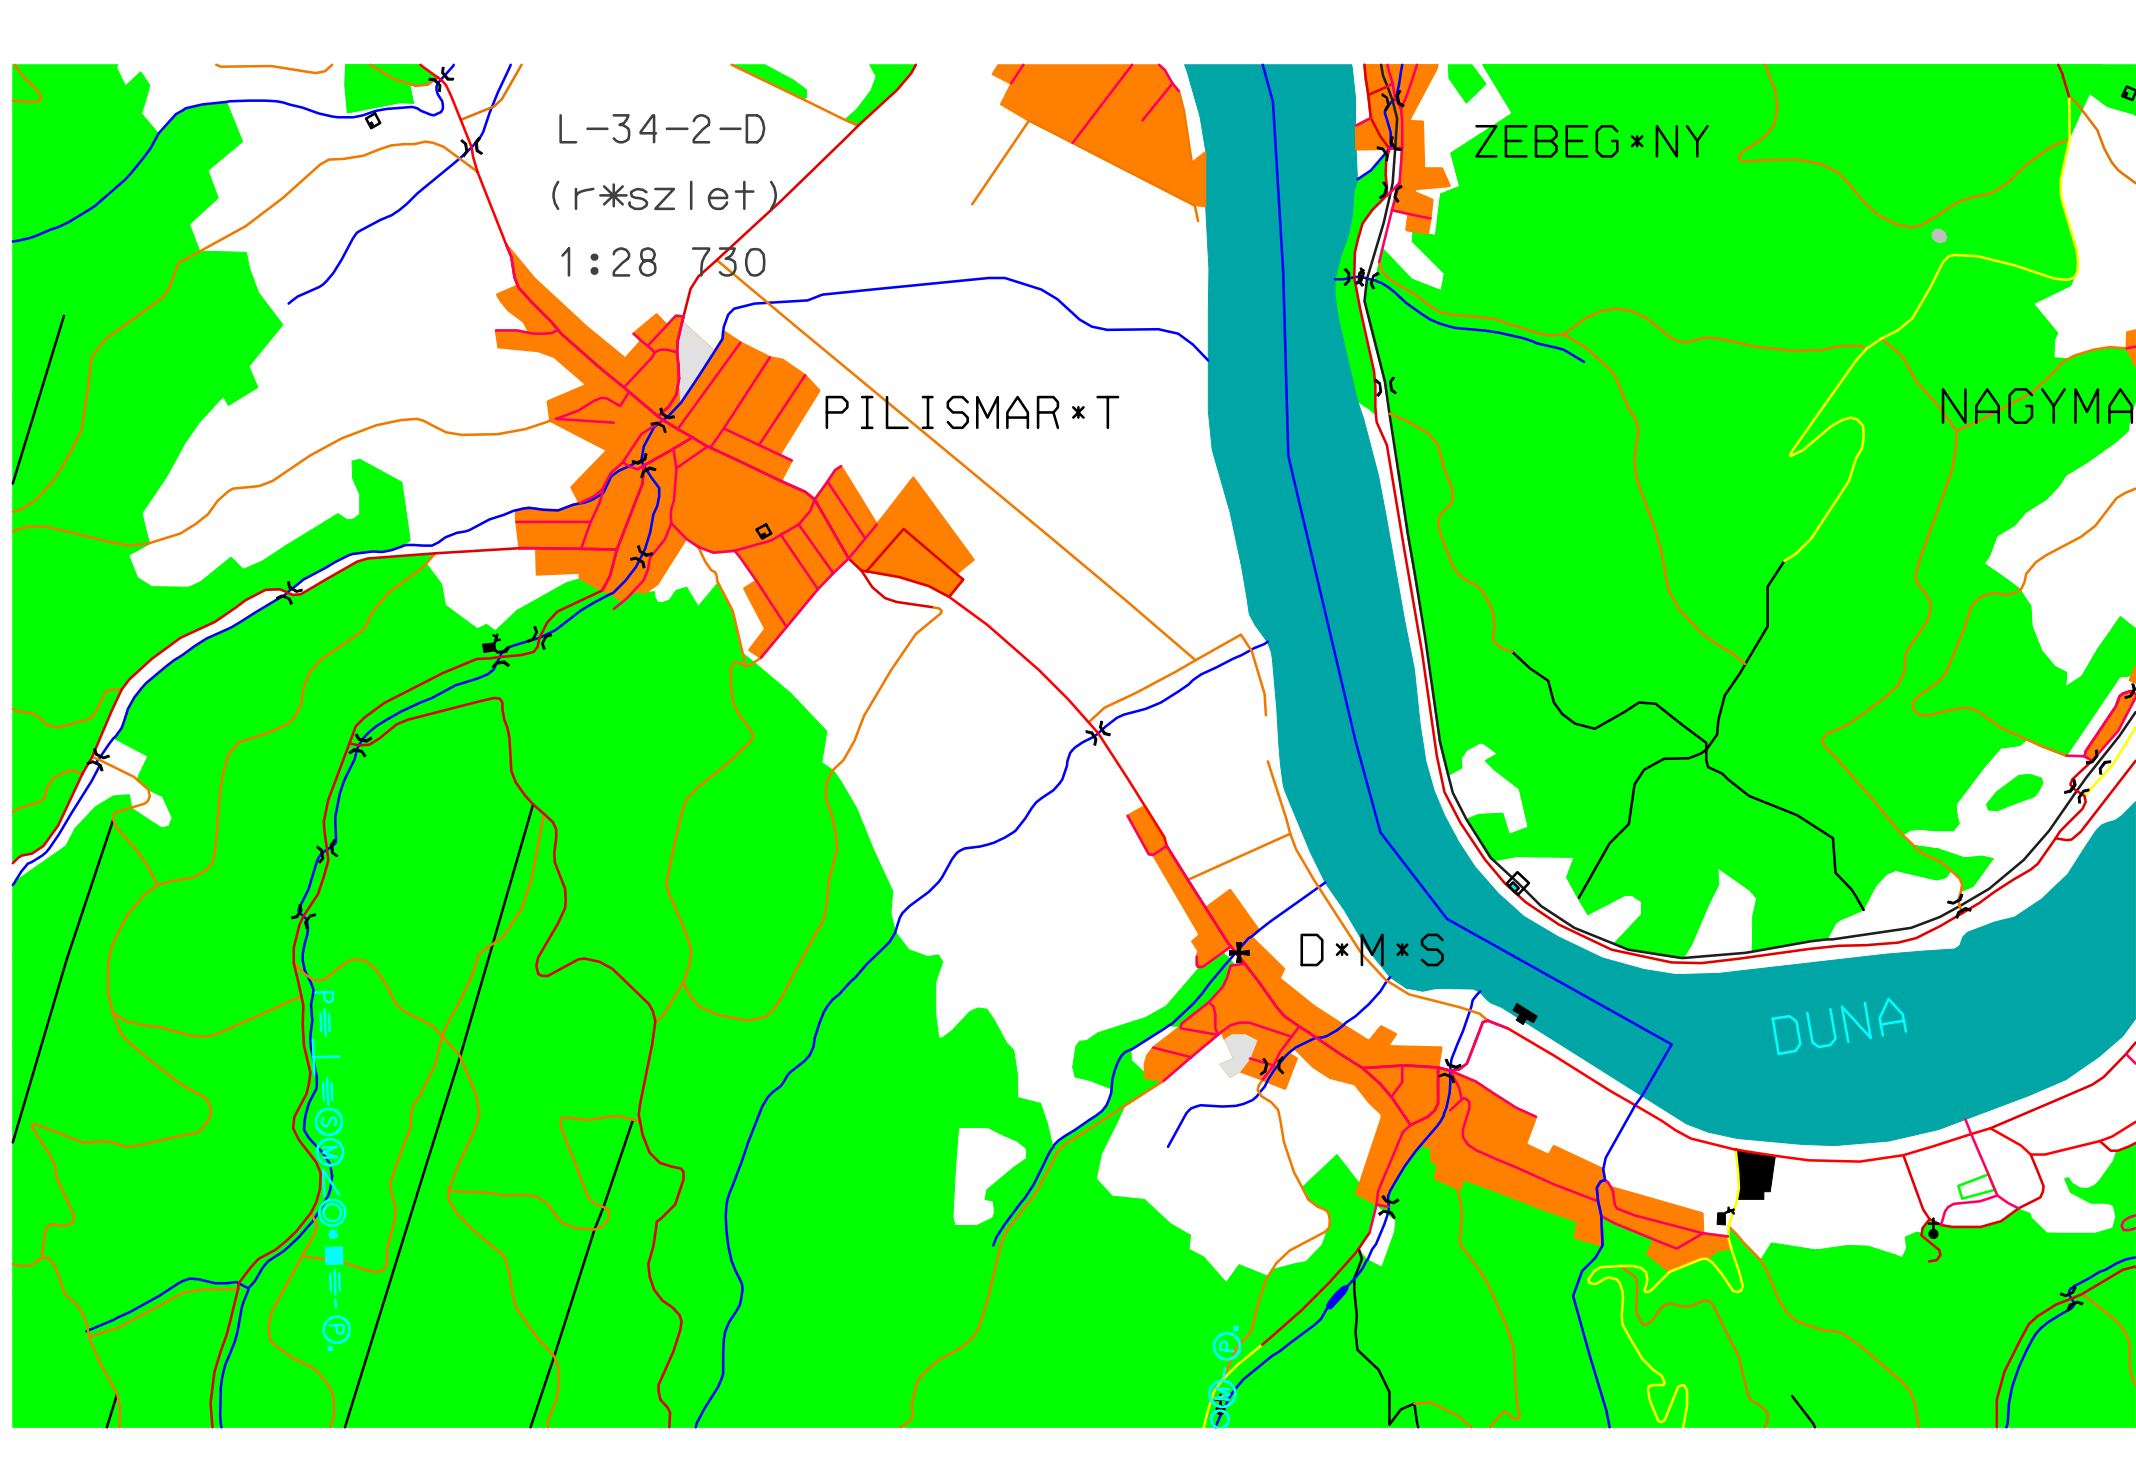 L-34-2-D
(r*szlet)
1:28 730
ZEBEG*NY
PILISMAR*T
NAGYMA
D*M*S
DUNA